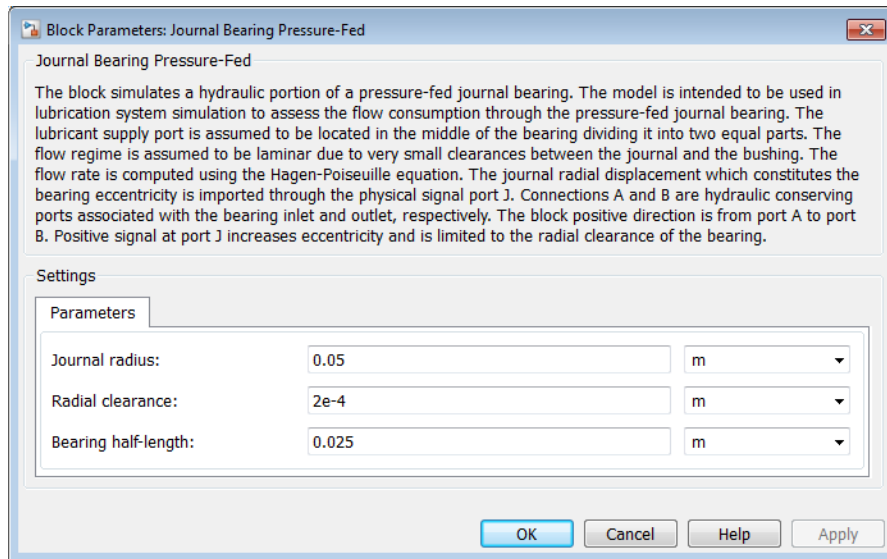 Block Parameters: Journal Bearing Pressure-Fed
Journal Bearing Pressure-Fed
The block simulates a hydraulic portion of a pressure-fed journal bearing. The model is intended to be used in
lubrication system simulation to assess the flow consumption through the pressure-fed journal bearing. The
lubricant supply port is assumed to be located in the middle of the bearing dividing it into two equal parts. The
flow regime is assumed to be laminar due to very small clearances between the journal and the bushing. The
flow rate is computed using the Hagen-Poiseuille equation. The journal radial displacement which constitutes the
bearing eccentricity is imported through the physical signal port J. Connections A and B are hydraulic conserving
ports associated with the bearing inlet and outlet, respectively. The block positive direction is from port A to port
B. Positive signal at port J increases eccentricity and is limited to the radial clearance of the bearing.
Settings
Parameters
Journal radius: 0.05 m
Radial clearance: 2e-4 m
Bearing half-length: 0.025 m
OK Cancel Help Apply